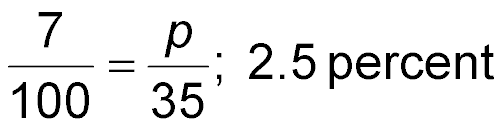 7/100 = p/35; 2.5 percent